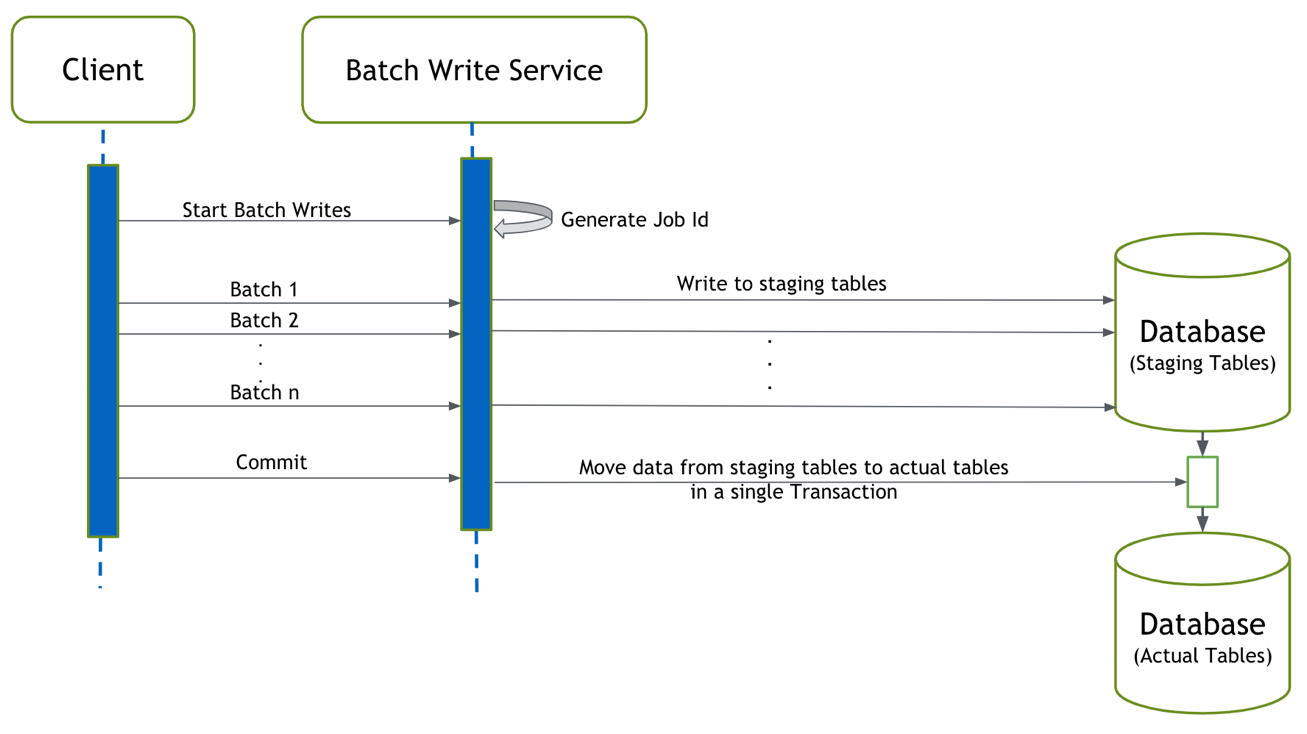 Client
Batch Write Service
Start Batch Writes
Generate Job Id
Batch 1
Write to staging tables
Batch 2
.
.
.
.
.
.
Batch n
Database
(Staging Tables)
Commit
Move data from staging tables to actual tables
in a single Transaction
Database
(Actual Tables)